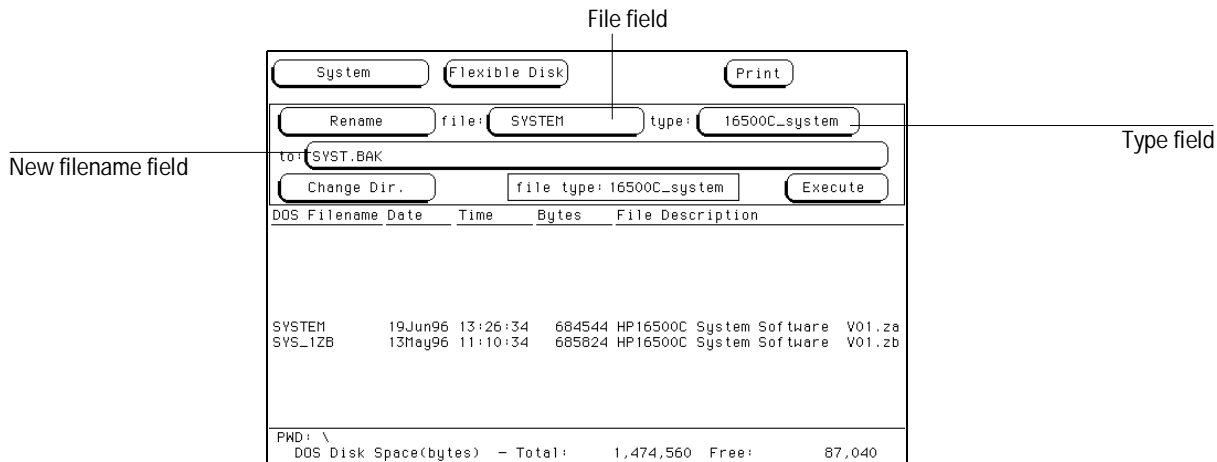 File field
System Flexible Disk Print
Rename file: SYSTEM type: 16500C_system
Type field
New filename field
to: SYST.BAK
Change Dir. file type: 16500C_system Execute
DOS Filename Date Time Bytes File Description
SYSTEM 19Jun96 13:26:34 684544 HP16500C System Software V01.za
SYS_1ZB 13May96 11:10:34 685824 HP16500C System Software V01.zb
PWD: \
DOS Disk Space(bytes) - Total: 1,474,560 Free: 87,040